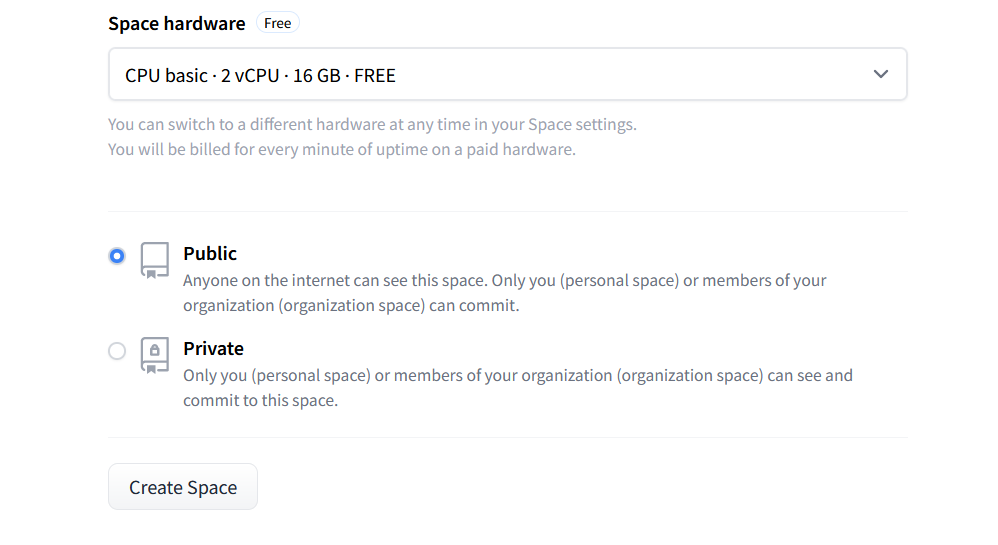 Space hardware Free
CPU basic · 2 vCPU · 16 GB · FREE
You can switch to a different hardware at any time in your Space settings.
You will be billed for every minute of uptime on a paid hardware.
Public
Anyone on the internet can see this space. Only you (personal space) or members of your
organization (organization space) can commit.
Private
Only you (personal space) or members of your organization (organization space) can see and
commit to this space.
Create Space